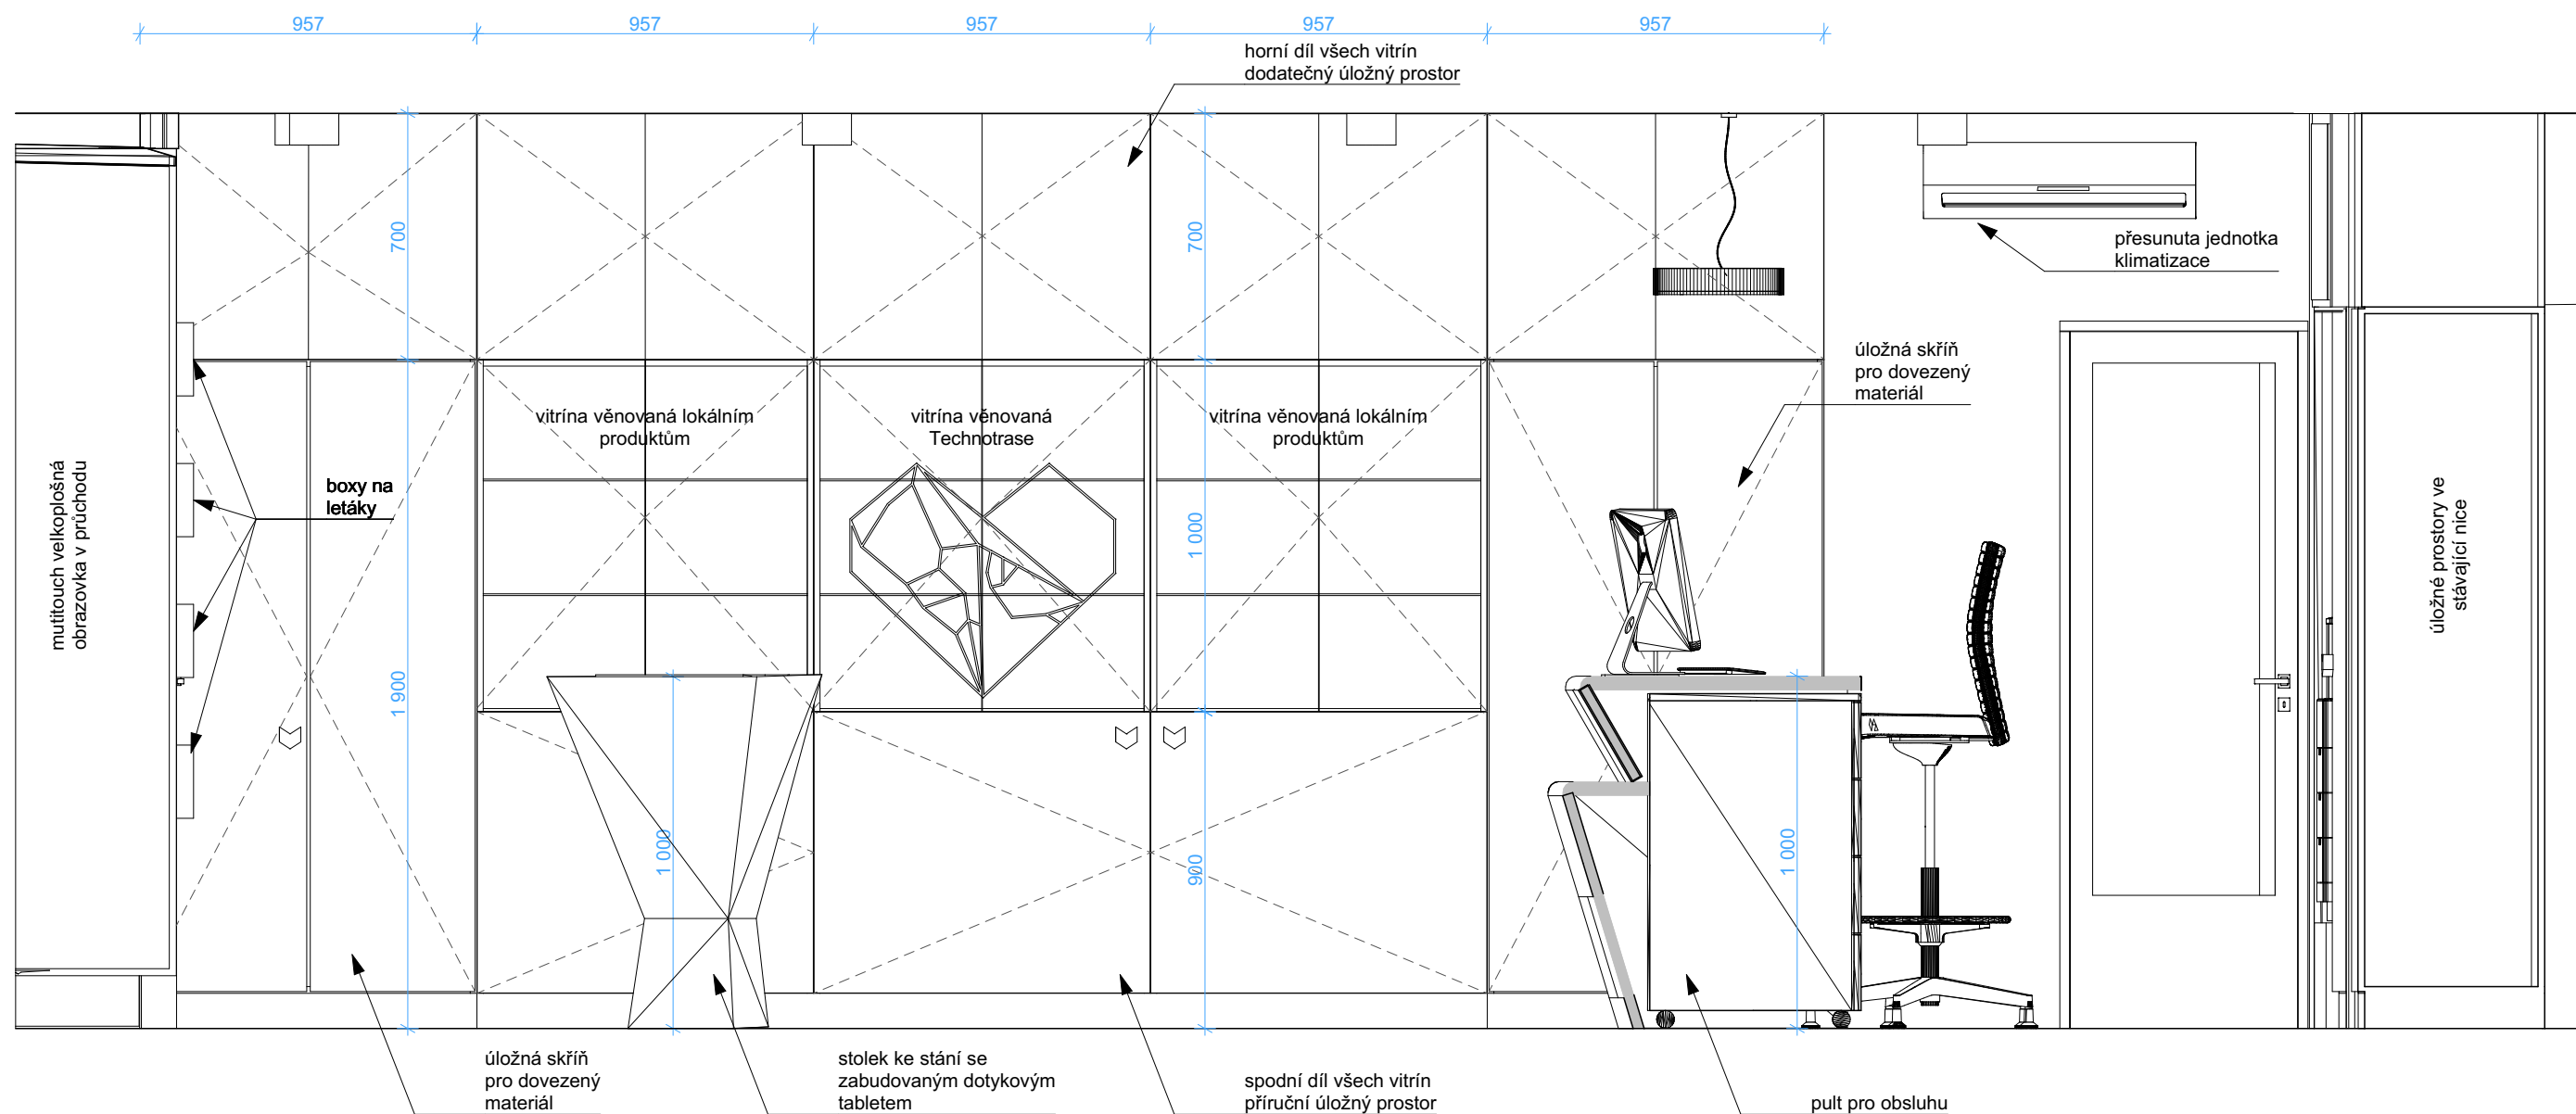 957
957
957
957
957
horní díl všech vitrín
dodatečný úložný prostor
700
700
přesunuta jednotka
klimatizace
úložná skříň
pro dovezený
materiál
vitrína věnovaná lokálním
produktům
vitrína věnovaná
Technotrase
vitrína věnovaná lokálním
produktům
mutitouch velkoplošná
obrazovka v průchodu
boxy na
letáky
úložné prostory ve
stávající nice
1 000
1 900
1 000
900
1 000
úložná skříň
pro dovezený
materiál
stolek ke stání se
zabudovaným dotykovým
tabletem
spodní díl všech vitrín
příruční úložný prostor
pult pro obsluhu